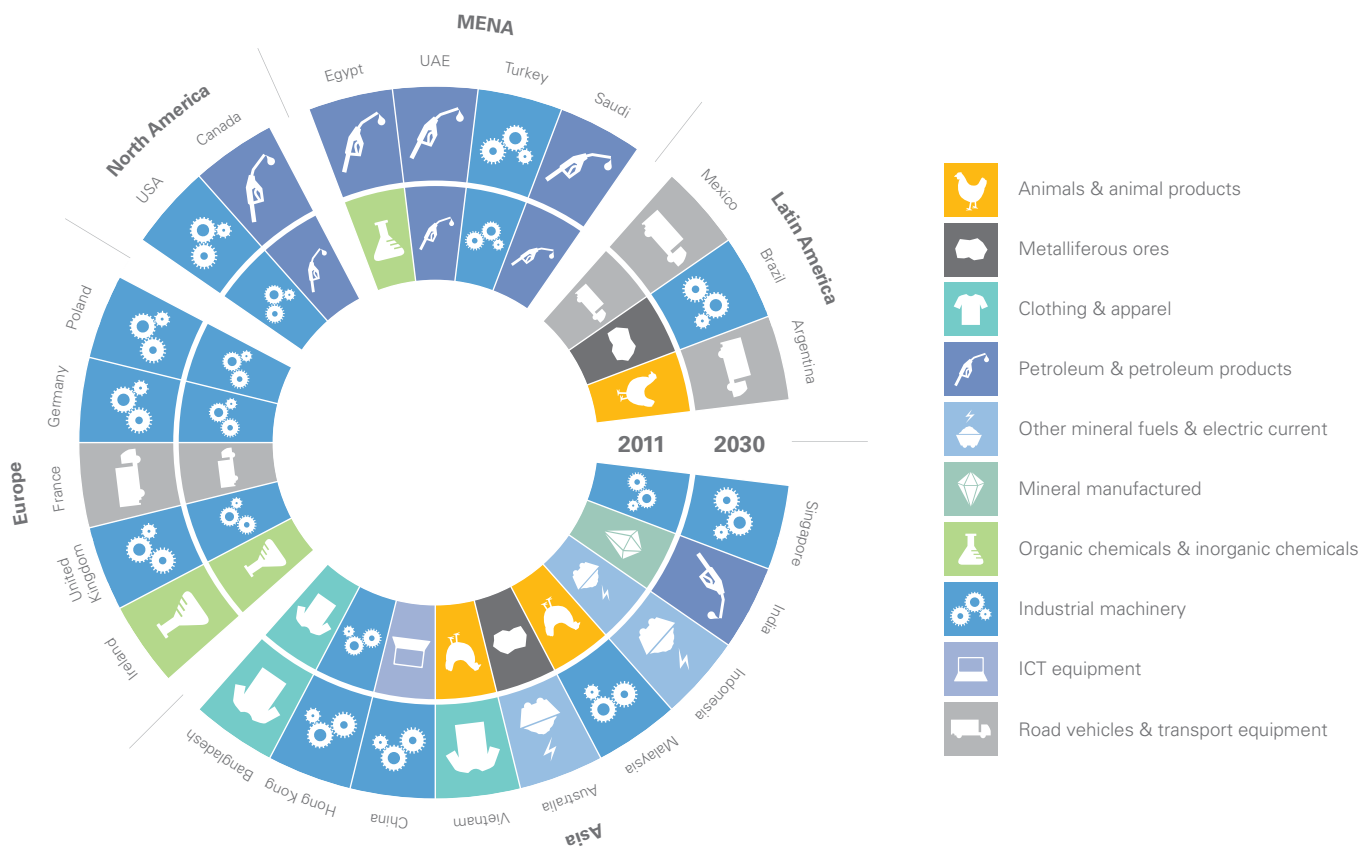 MENA
Egypt
UAE
Turkey
Saudi
North America
USA
Canada
Latin America
Mexico
Brazil
Argentina
2011
2030
Europe
Poland
Germany
France
United
Kingdom
Ireland
Asia
Singapore
India
Indonesia
Malaysia
Australia
Vietnam
China
Hong Kong
Bangladesh
Animals & animal products
Metalliferous ores
Clothing & apparel
Petroleum & petroleum products
Other mineral fuels & electric current
Mineral manufactured
Organic chemicals & inorganic chemicals
Industrial machinery
ICT equipment
Road vehicles & transport equipment